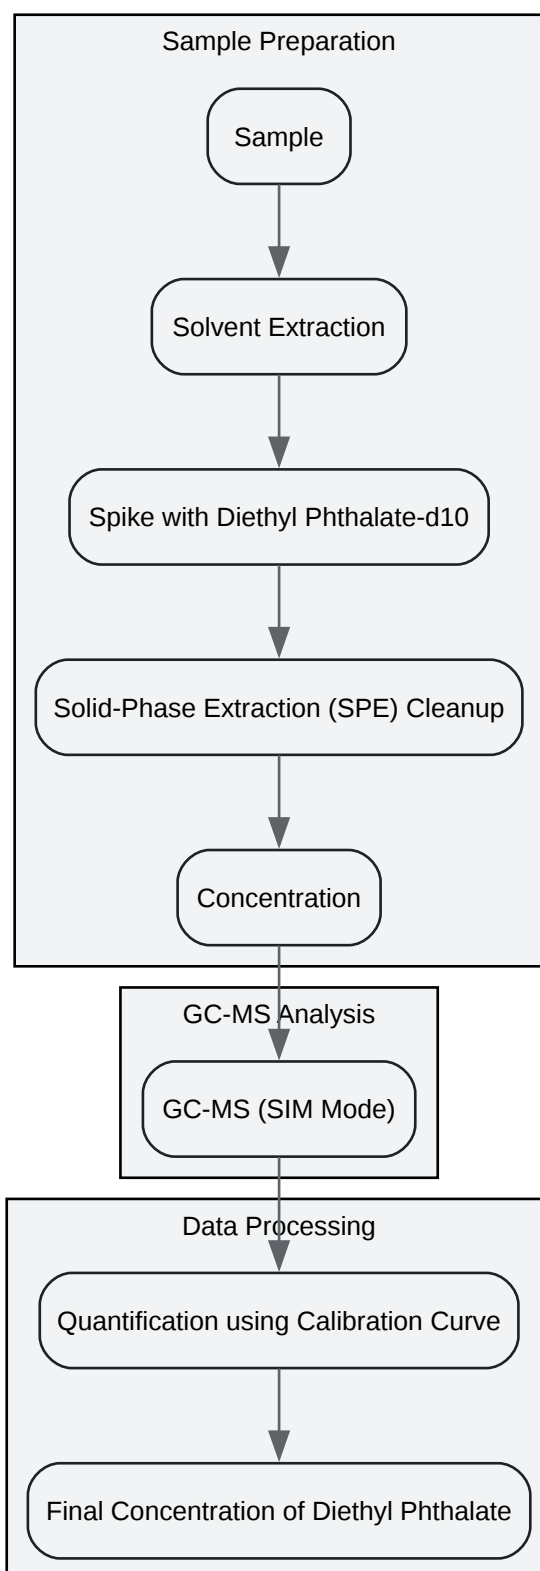 Sample Preparation
Sample
Solvent Extraction
Spike with Diethyl Phthalate-d10
Solid-Phase Extraction (SPE) Cleanup
Concentration
GC-MS Analysis
GC-MS (SIM Mode)
Data Processing
Quantification using Calibration Curve
Final Concentration of Diethyl Phthalate